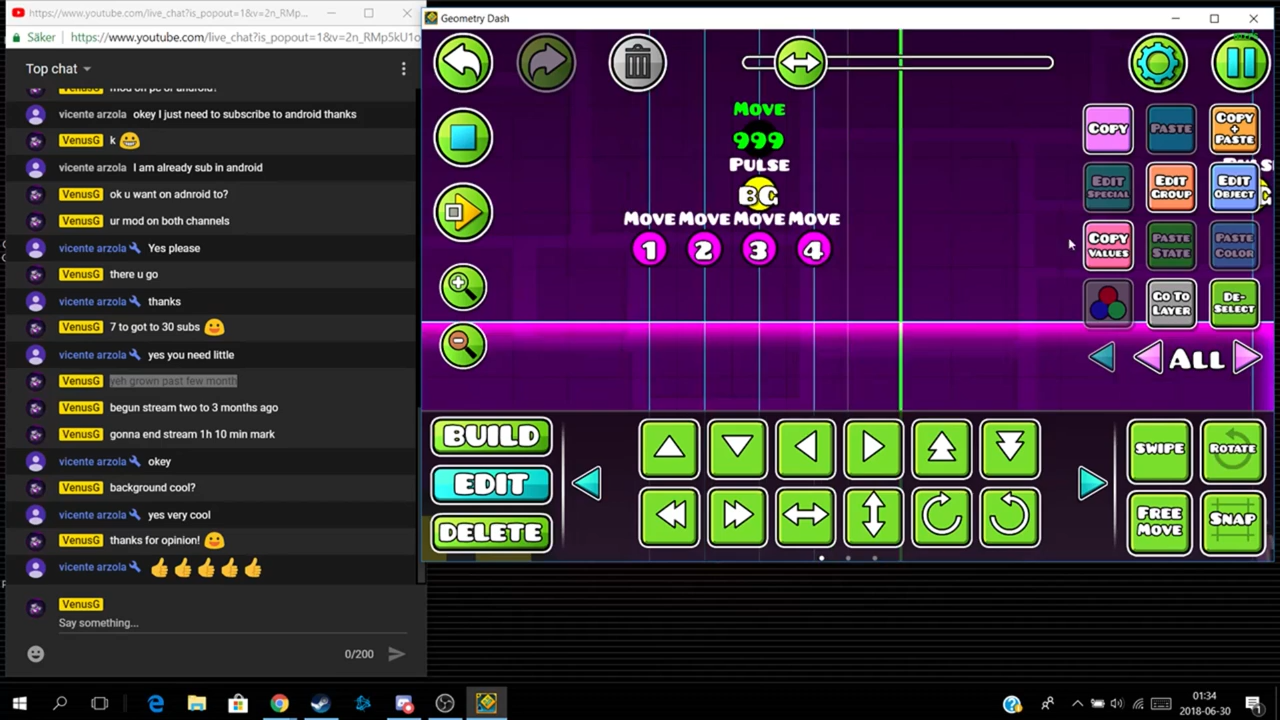 https://www.youtube.com/live_chat?is_popout=1&v=2n_RMp...
Säker
https://www.youtube.com/live_chat?is_popout=1&v=2n_RMp5kU1o
Top chat
VenusG mod on pc or android?
vicente arzola okey I just need to subscribe to android thanks
VenusG k 😀
vicente arzola I am already sub in android
VenusG ok u want on adnroid to?
VenusG ur mod on both channels
vicente arzola Yes please
VenusG there u go
vicente arzola thanks
VenusG 7 to got to 30 subs 😃
vicente arzola yes you need little
VenusG yeh grown past few month
VenusG begun stream two to 3 months ago
VenusG gonna end stream 1h 10 min mark
vicente arzola okey
VenusG background cool?
vicente arzola yes very cool
VenusG thanks for opinion! 😃
vicente arzola 👍👍👍👍👍
VenusG
Say something...
0/200
Geometry Dash
MOVE
999
PULSE
BG
MOVE MOVE MOVE MOVE
1 2 3 4
COPY
PASTE
COPY
+
PASTE
EDIT
SPECIAL
EDIT
GROUP
EDIT
OBJECT
COPY
VALUES
PASTE
STATE
PASTE
COLOR
GO TO
LAYER
DE-
SELECT
ALL
BUILD
EDIT
DELETE
SWIPE
ROTATE
FREE
MOVE
SNAP
01:34
2018-06-30
1